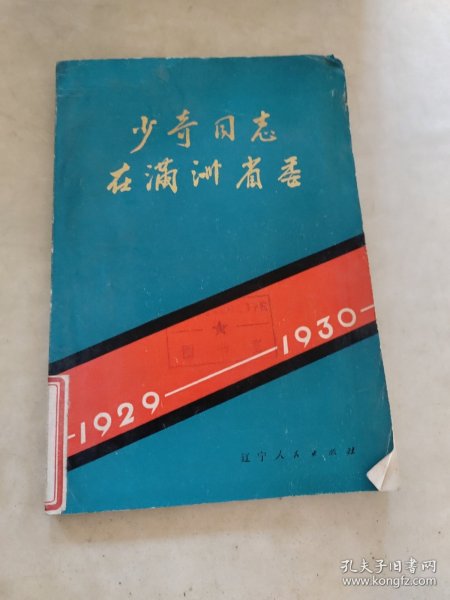 少奇同志
在满洲省委
1929——1930
辽宁人民出版社
孔夫子旧书网
www.kongfz.com